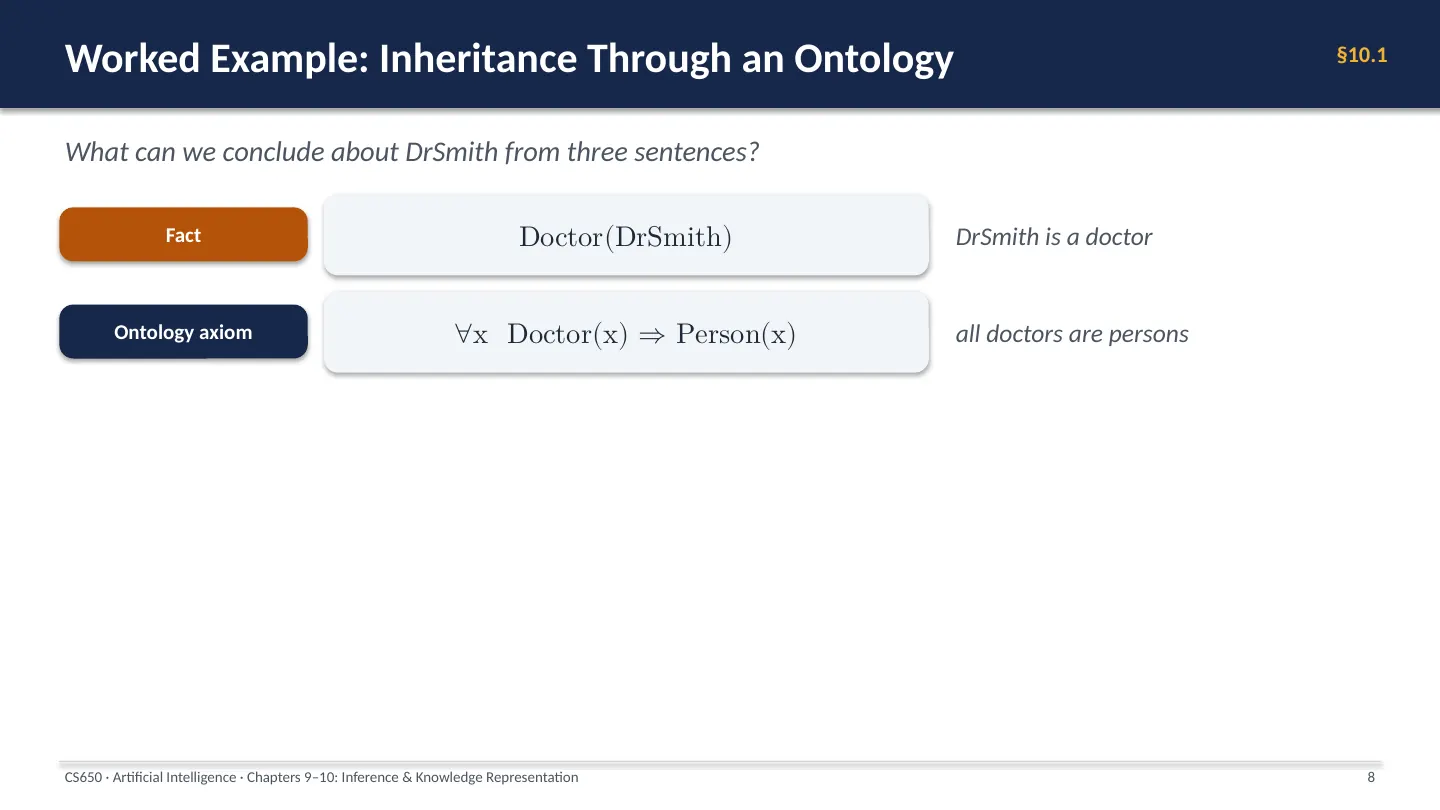 Worked Example: Inheritance Through an Ontology
§10.1
What can we conclude about DrSmith from three sentences?
Fact
Doctor(DrSmith)
DrSmith is a doctor
Ontology axiom
∀x Doctor(x) ⇒ Person(x)
all doctors are persons
CS650 · Artificial Intelligence · Chapters 9–10: Inference & Knowledge Representation
8